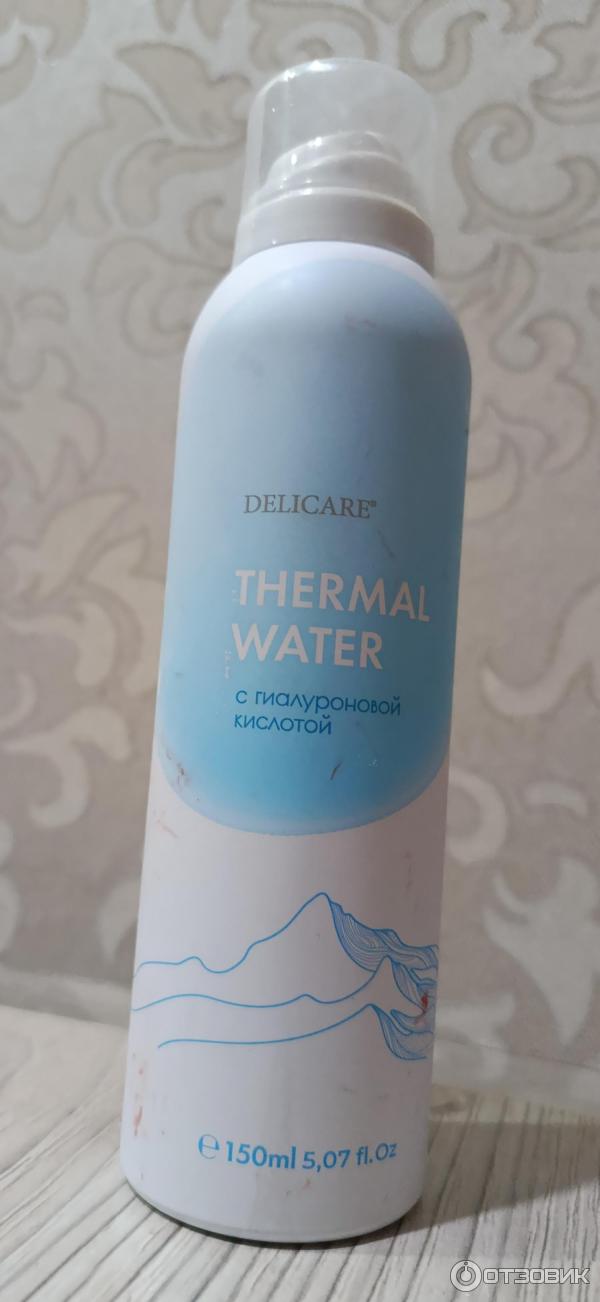 DELICARE®
THERMAL
WATER
с гиалуроновой
кислотой
℮ 150ml 5,07 fl.Oz
ОТЗОВИК